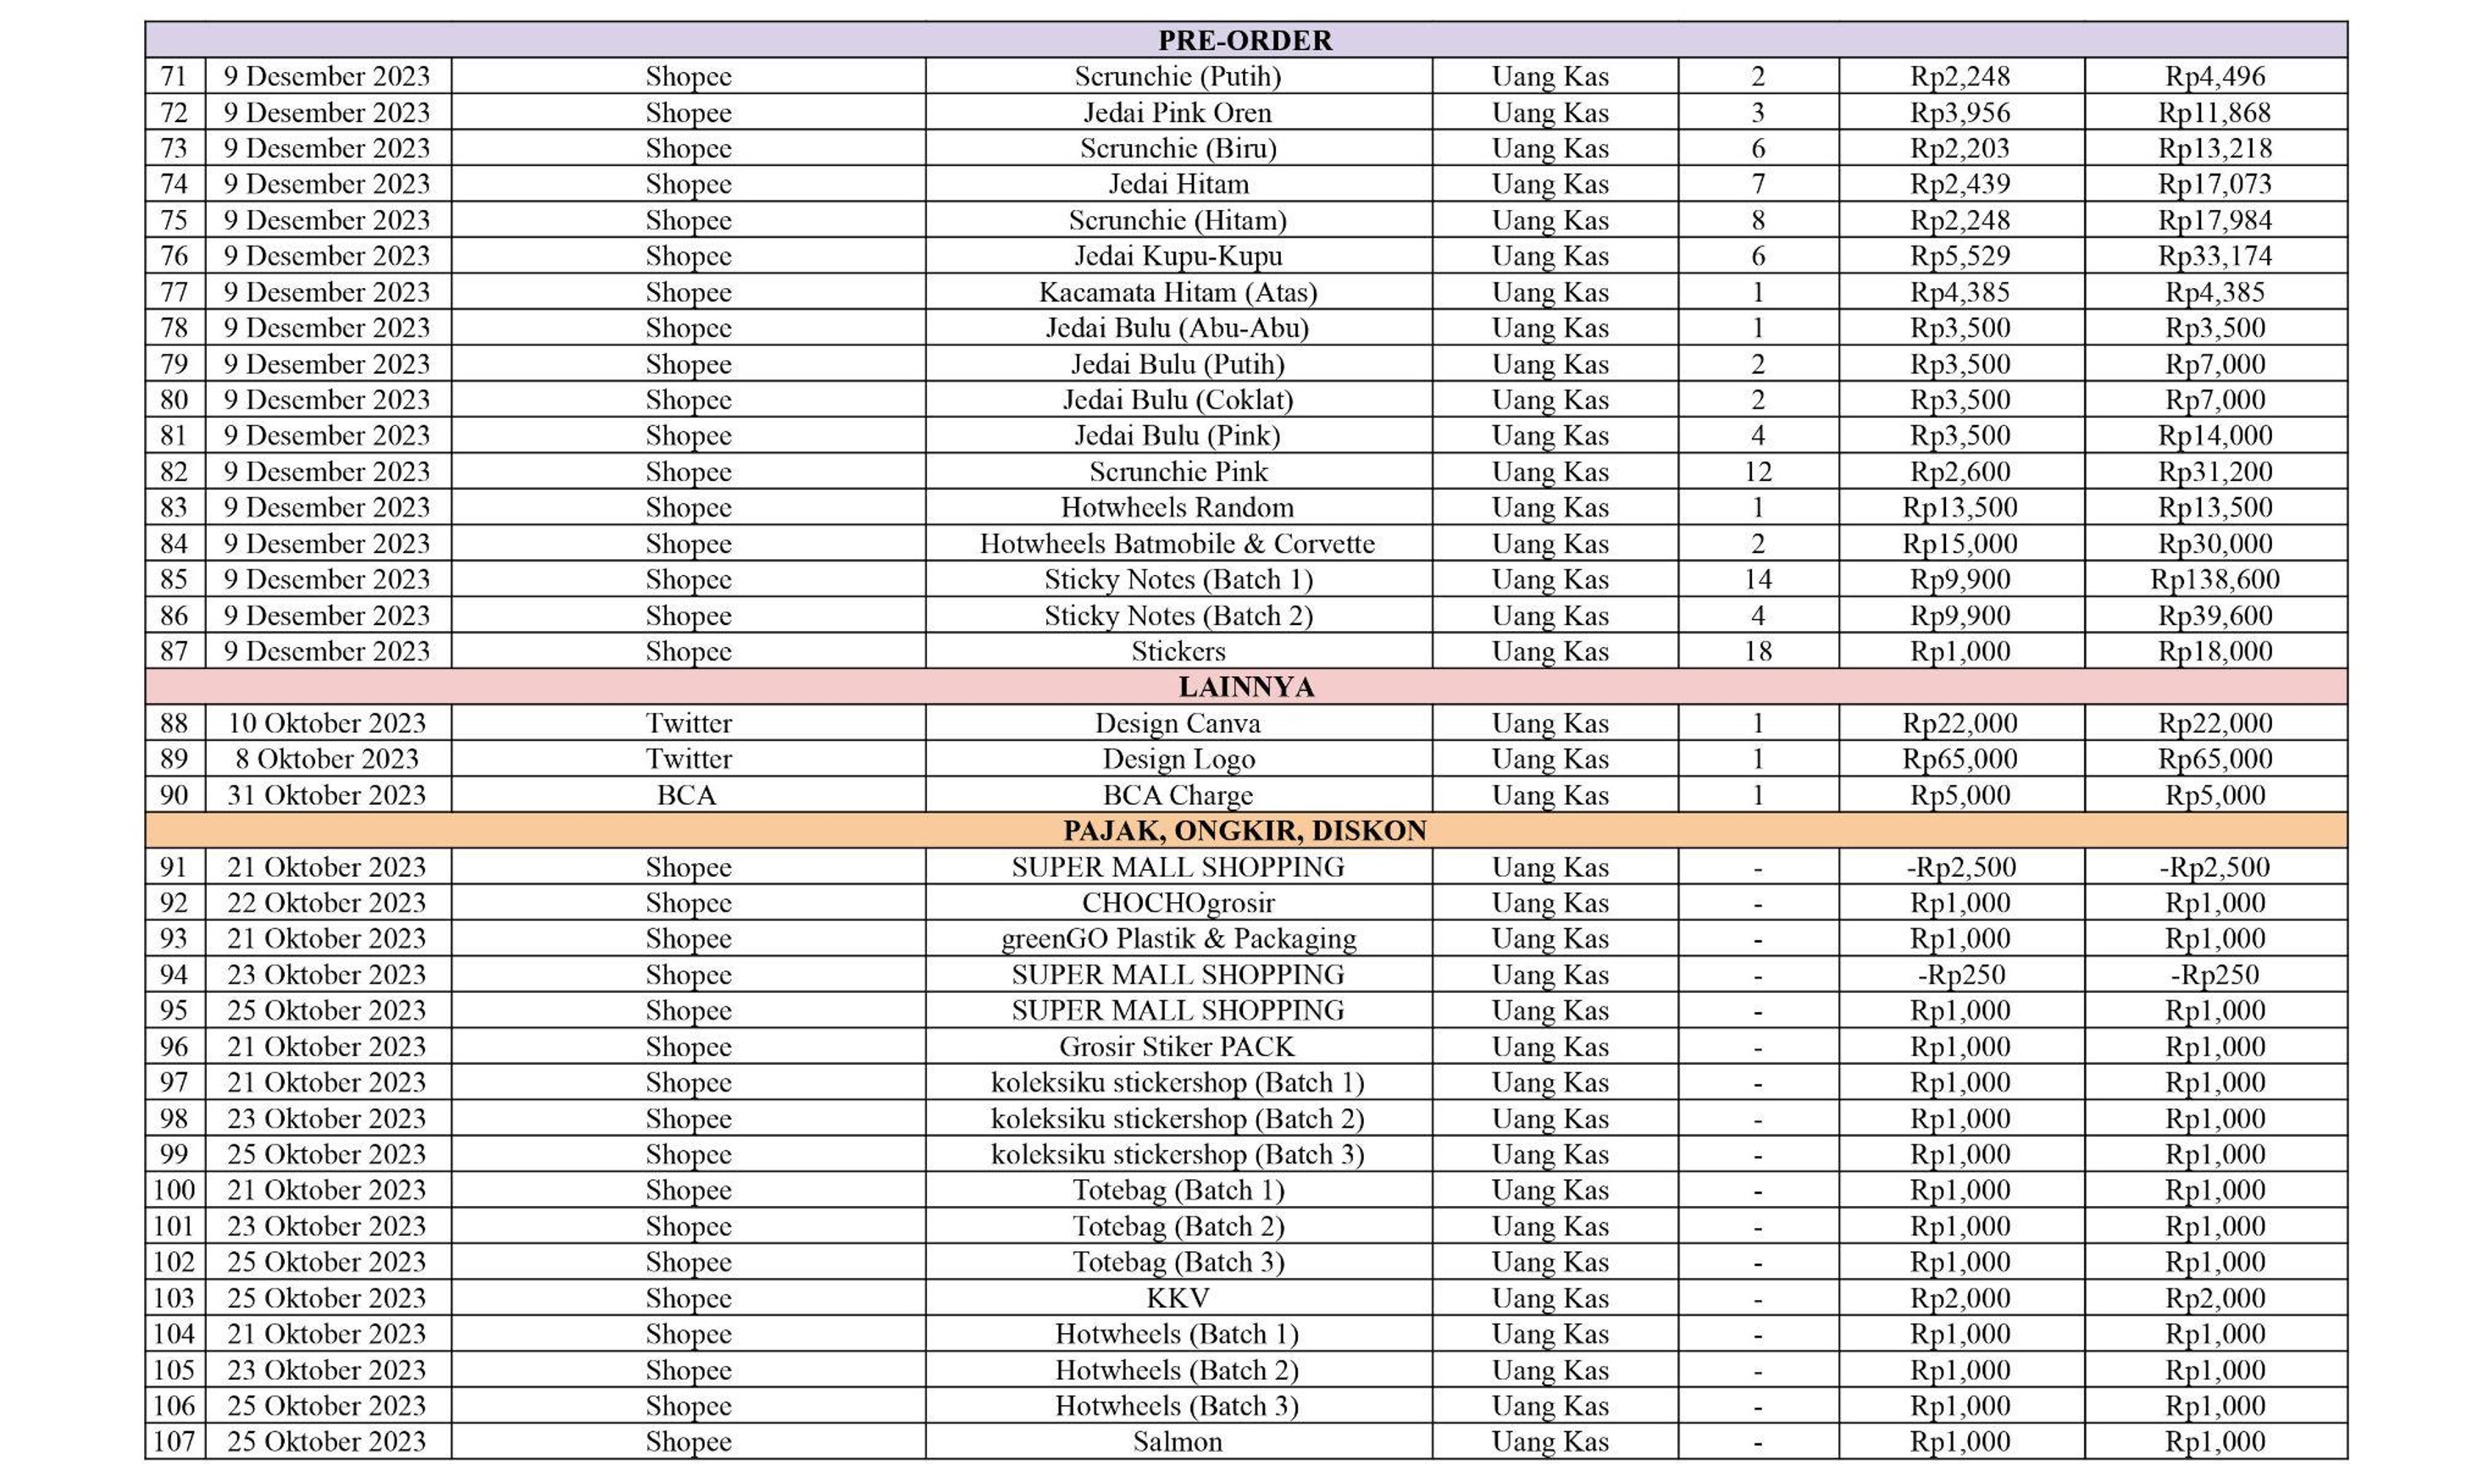 PRE-ORDER
71 9 Desember 2023 Shopee Scrunchie (Putih) Uang Kas 2 Rp2,248 Rp4,496
72 9 Desember 2023 Shopee Jedai Pink Oren Uang Kas 3 Rp3,956 Rp11,868
73 9 Desember 2023 Shopee Scrunchie (Biru) Uang Kas 6 Rp2,203 Rp13,218
74 9 Desember 2023 Shopee Jedai Hitam Uang Kas 7 Rp2,439 Rp17,073
75 9 Desember 2023 Shopee Scrunchie (Hitam) Uang Kas 8 Rp2,248 Rp17,984
76 9 Desember 2023 Shopee Jedai Kupu-Kupu Uang Kas 6 Rp5,529 Rp33,174
77 9 Desember 2023 Shopee Kacamata Hitam (Atas) Uang Kas 1 Rp4,385 Rp4,385
78 9 Desember 2023 Shopee Jedai Bulu (Abu-Abu) Uang Kas 1 Rp3,500 Rp3,500
79 9 Desember 2023 Shopee Jedai Bulu (Putih) Uang Kas 2 Rp3,500 Rp7,000
80 9 Desember 2023 Shopee Jedai Bulu (Coklat) Uang Kas 2 Rp3,500 Rp7,000
81 9 Desember 2023 Shopee Jedai Bulu (Pink) Uang Kas 4 Rp3,500 Rp14,000
82 9 Desember 2023 Shopee Scrunchie Pink Uang Kas 12 Rp2,600 Rp31,200
83 9 Desember 2023 Shopee Hotwheels Random Uang Kas 1 Rp13,500 Rp13,500
84 9 Desember 2023 Shopee Hotwheels Batmobile & Corvette Uang Kas 2 Rp15,000 Rp30,000
85 9 Desember 2023 Shopee Sticky Notes (Batch 1) Uang Kas 14 Rp9,900 Rp138,600
86 9 Desember 2023 Shopee Sticky Notes (Batch 2) Uang Kas 4 Rp9,900 Rp39,600
87 9 Desember 2023 Shopee Stickers Uang Kas 18 Rp1,000 Rp18,000
LAINNYA
88 10 Oktober 2023 Twitter Design Canva Uang Kas 1 Rp22,000 Rp22,000
89 8 Oktober 2023 Twitter Design Logo Uang Kas 1 Rp65,000 Rp65,000
90 31 Oktober 2023 BCA BCA Charge Uang Kas 1 Rp5,000 Rp5,000
PAJAK, ONGKIR, DISKON
91 21 Oktober 2023 Shopee SUPER MALL SHOPPING Uang Kas - -Rp2,500 -Rp2,500
92 22 Oktober 2023 Shopee CHOCHOgrosir Uang Kas - Rp1,000 Rp1,000
93 21 Oktober 2023 Shopee greenGO Plastik & Packaging Uang Kas - Rp1,000 Rp1,000
94 23 Oktober 2023 Shopee SUPER MALL SHOPPING Uang Kas - -Rp250 -Rp250
95 25 Oktober 2023 Shopee SUPER MALL SHOPPING Uang Kas - Rp1,000 Rp1,000
96 21 Oktober 2023 Shopee Grosir Stiker PACK Uang Kas - Rp1,000 Rp1,000
97 21 Oktober 2023 Shopee koleksiku stickershop (Batch 1) Uang Kas - Rp1,000 Rp1,000
98 23 Oktober 2023 Shopee koleksiku stickershop (Batch 2) Uang Kas - Rp1,000 Rp1,000
99 25 Oktober 2023 Shopee koleksiku stickershop (Batch 3) Uang Kas - Rp1,000 Rp1,000
100 21 Oktober 2023 Shopee Totebag (Batch 1) Uang Kas - Rp1,000 Rp1,000
101 23 Oktober 2023 Shopee Totebag (Batch 2) Uang Kas - Rp1,000 Rp1,000
102 25 Oktober 2023 Shopee Totebag (Batch 3) Uang Kas - Rp1,000 Rp1,000
103 25 Oktober 2023 Shopee KKV Uang Kas - Rp2,000 Rp2,000
104 21 Oktober 2023 Shopee Hotwheels (Batch 1) Uang Kas - Rp1,000 Rp1,000
105 23 Oktober 2023 Shopee Hotwheels (Batch 2) Uang Kas - Rp1,000 Rp1,000
106 25 Oktober 2023 Shopee Hotwheels (Batch 3) Uang Kas - Rp1,000 Rp1,000
107 25 Oktober 2023 Shopee Salmon Uang Kas - Rp1,000 Rp1,000